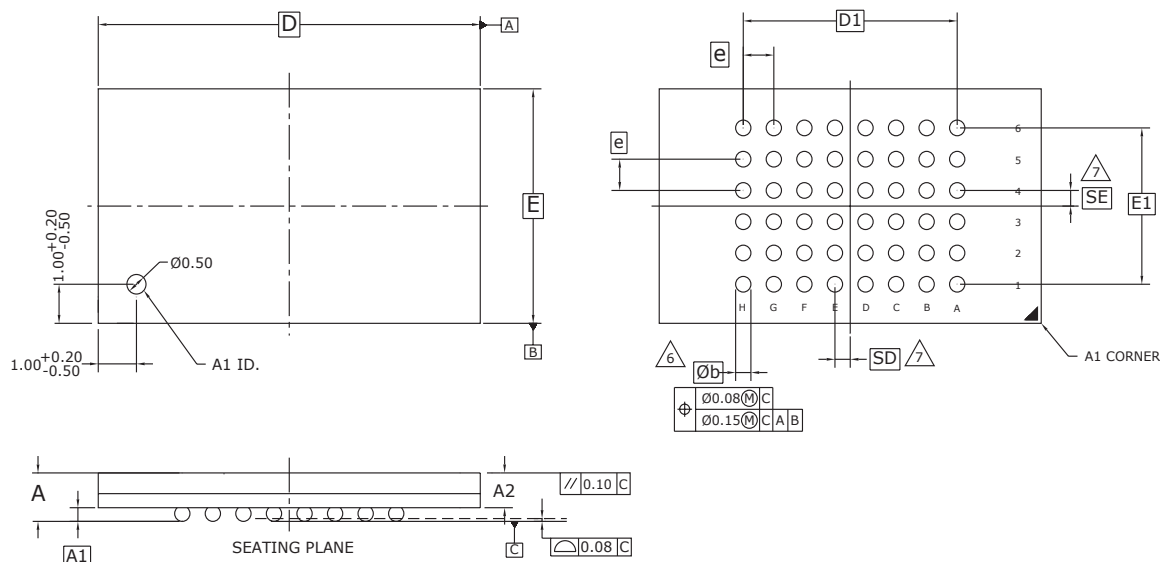 D
A
D1
e
e
6
5
4
3
2
1
7
SE
E1
E
1.00+0.20
-0.50
Ø0.50
H G F E D C B A
B
1.00+0.20
-0.50
A1 ID.
6
Øb
SD
7
A1 CORNER
⌖ Ø0.08Ⓜ C
Ø0.15Ⓜ C A B
A
A2
// 0.10 C
A1
SEATING PLANE
C
⌓ 0.08 C